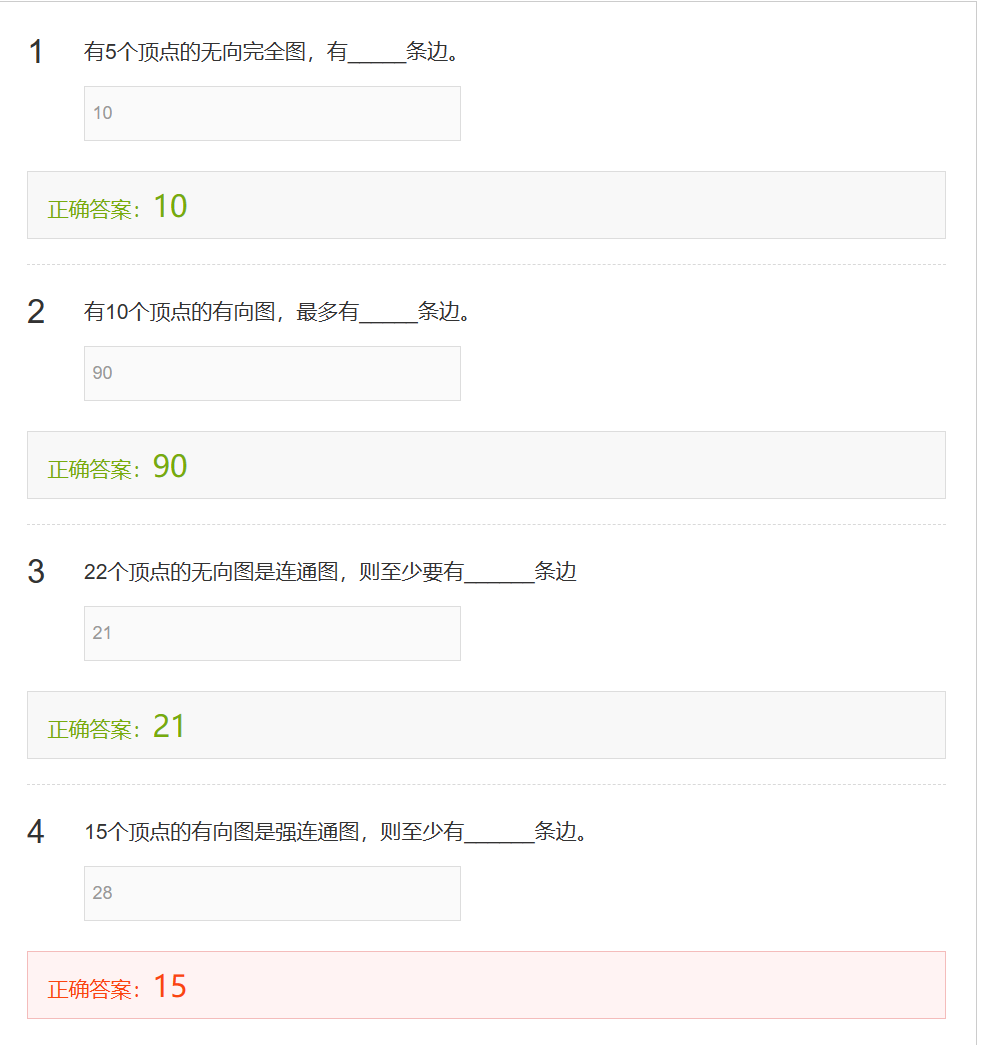 1 有5个顶点的无向完全图，有_____条边。
10
正确答案：10
2 有10个顶点的有向图，最多有_____条边。
90
正确答案：90
3 22个顶点的无向图是连通图，则至少要有______条边
21
正确答案：21
4 15个顶点的有向图是强连通图，则至少有______条边。
28
正确答案：15